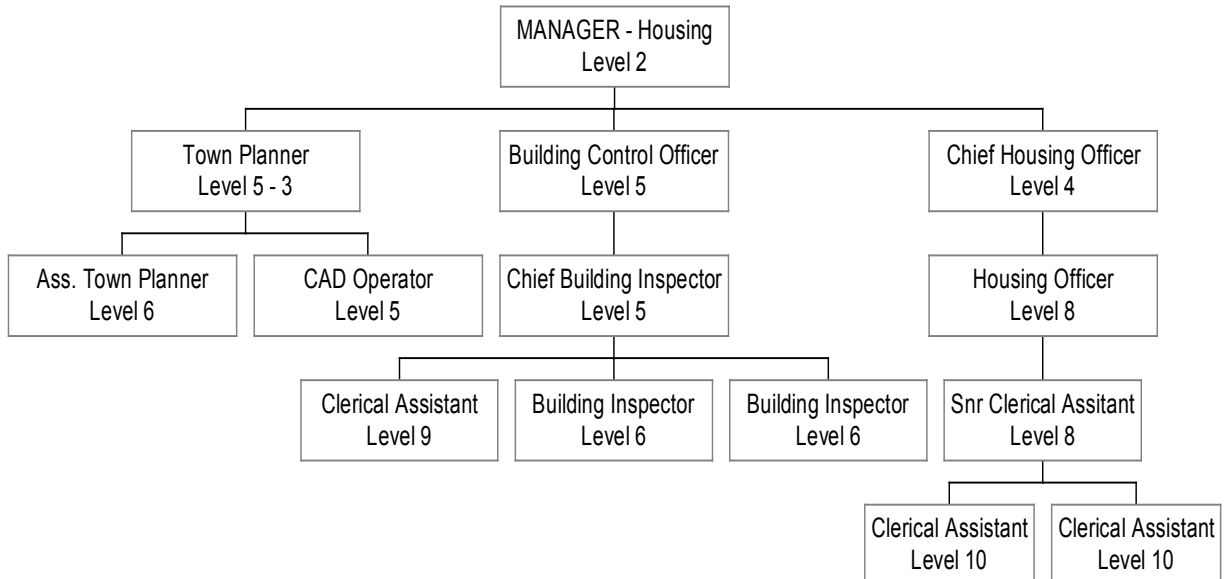 MANAGER - Housing
Level 2
Town Planner
Level 5 - 3
Building Control Officer
Level 5
Chief Housing Officer
Level 4
Ass. Town Planner
Level 6
CAD Operator
Level 5
Chief Building Inspector
Level 5
Housing Officer
Level 8
Clerical Assistant
Level 9
Building Inspector
Level 6
Building Inspector
Level 6
Snr Clerical Assitant
Level 8
Clerical Assistant
Level 10
Clerical Assistant
Level 10